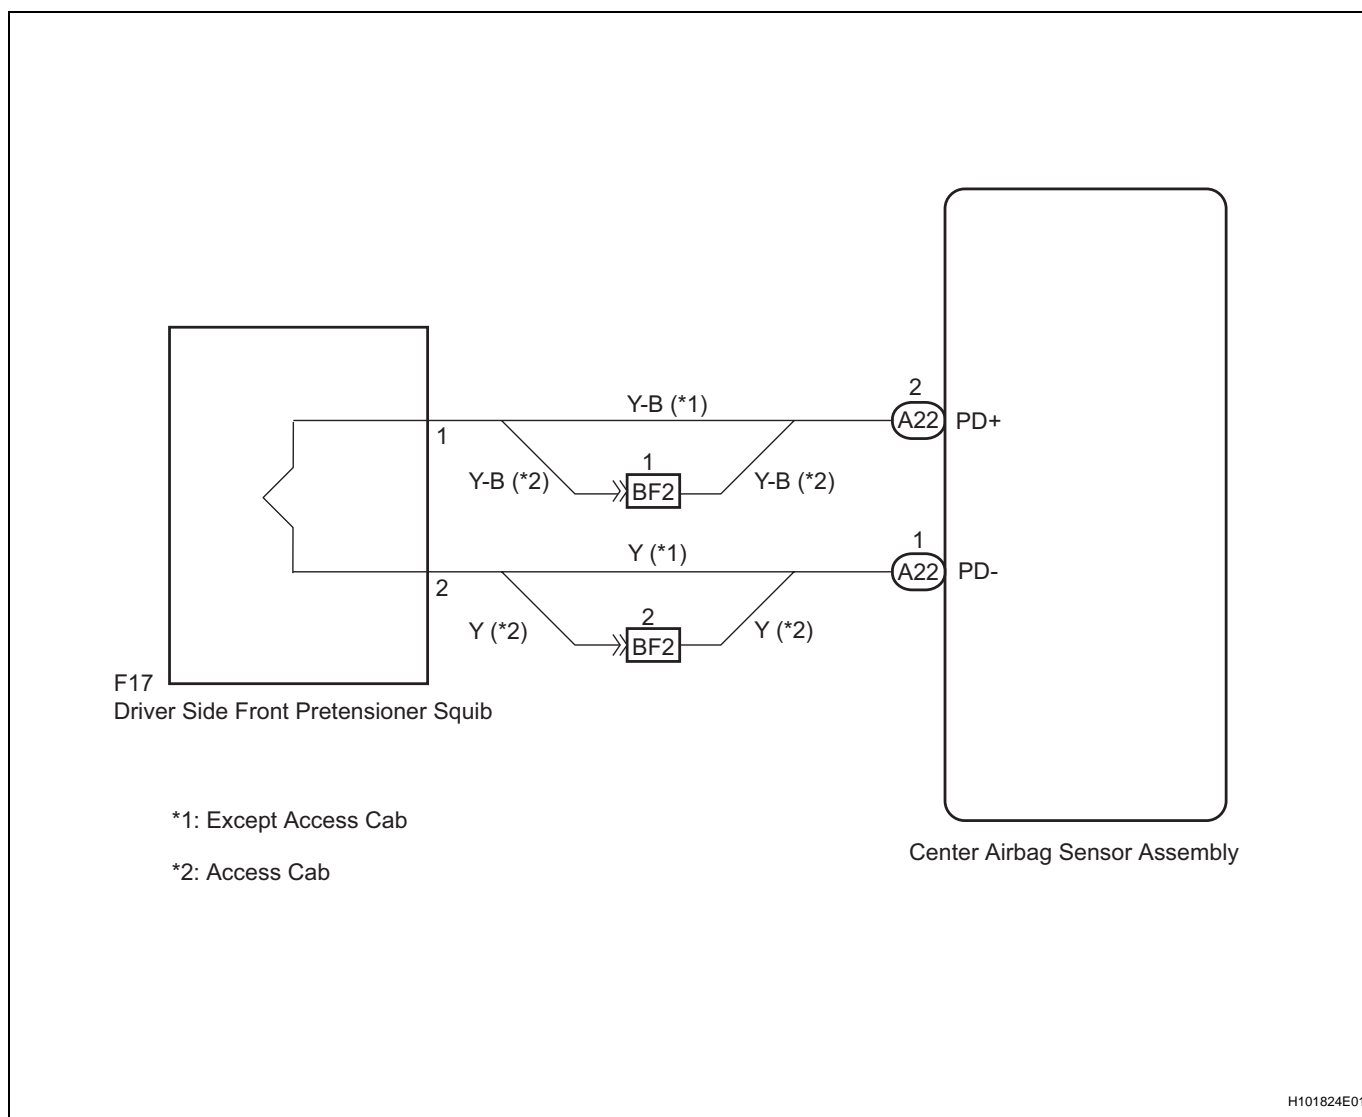 2
Y-B (*1)
A22
PD+
1
1
Y-B (*2)
BF2
Y-B (*2)
1
Y (*1)
A22
PD-
2
2
Y (*2)
BF2
Y (*2)
F17
Driver Side Front Pretensioner Squib
*1: Except Access Cab
Center Airbag Sensor Assembly
*2: Access Cab
H101824E01